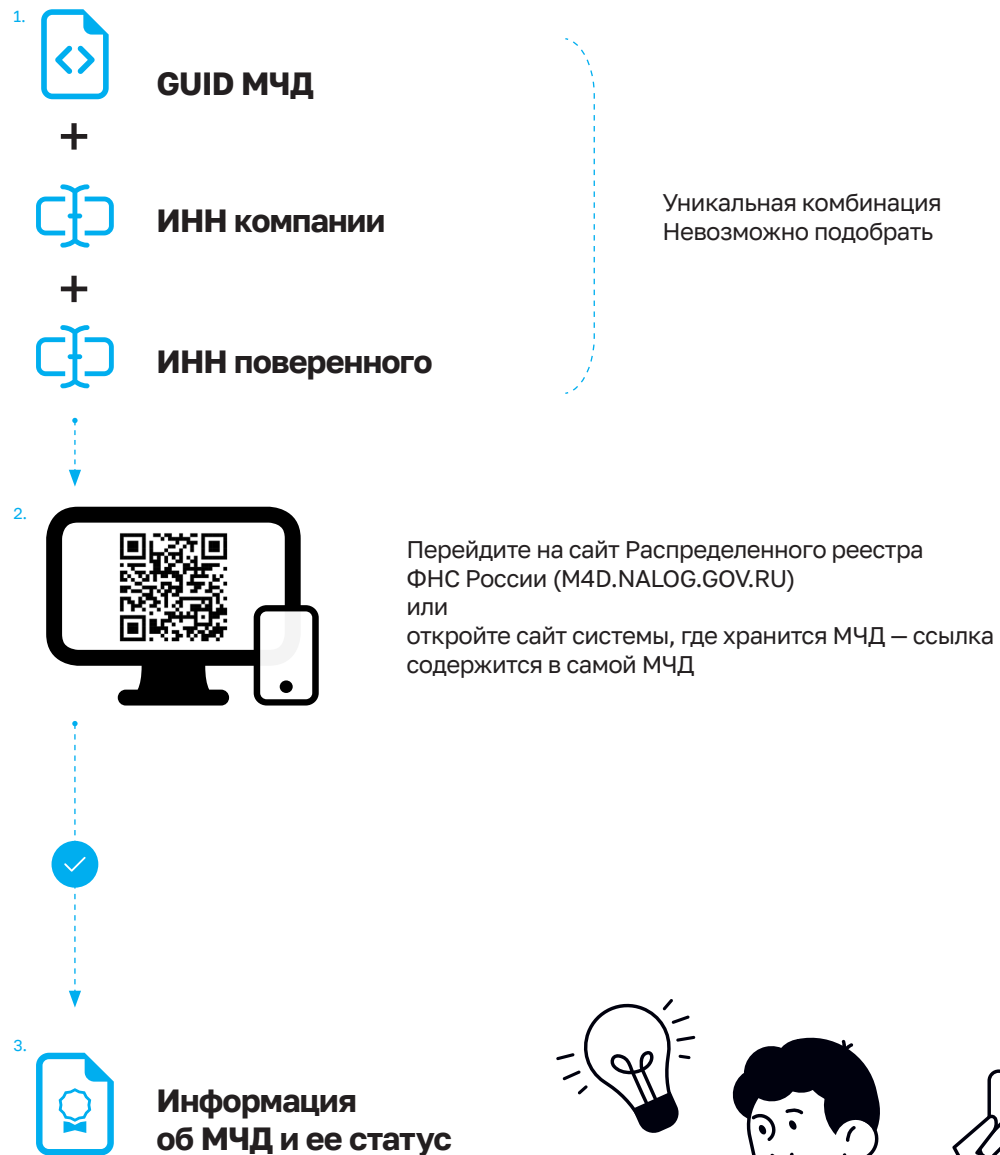 1.
GUID МЧД
+
ИНН компании
+
ИНН поверенного
Уникальная комбинация
Невозможно подобрать
2.
Перейдите на сайт Распределенного реестра
ФНС России (M4D.NALOG.GOV.RU)
или
откройте сайт системы, где хранится МЧД — ссылка
содержится в самой МЧД
3.
Информация
об МЧД и ее статус